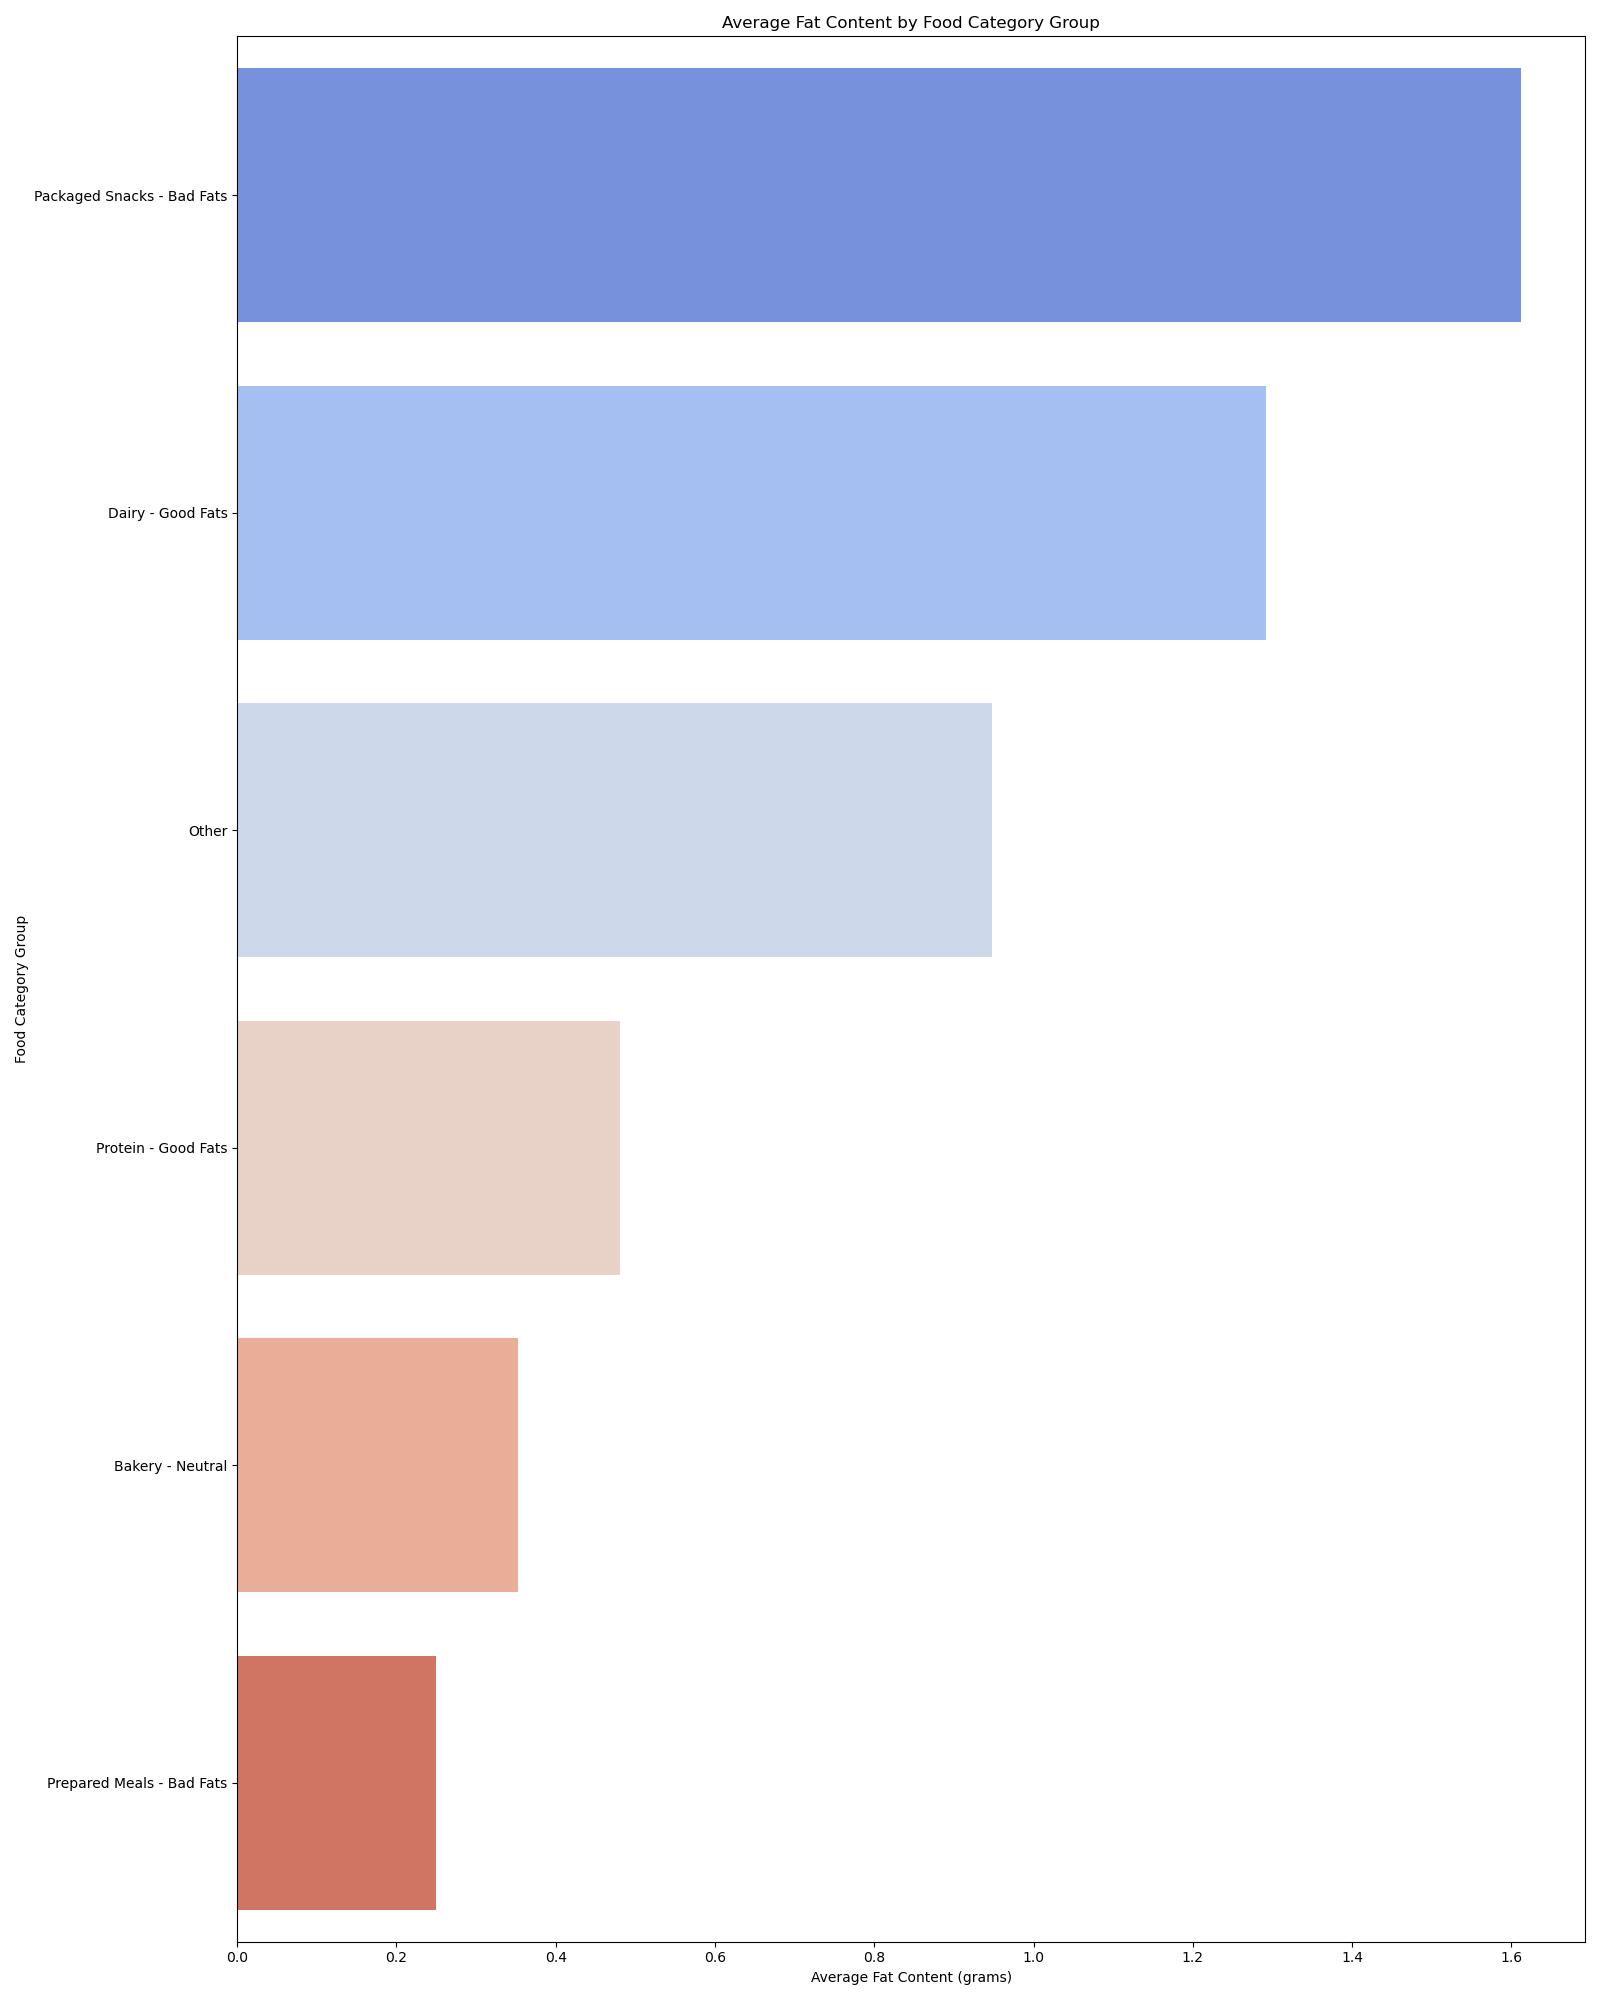 Average Fat Content by Food Category Group
Packaged Snacks - Bad Fats
Dairy - Good Fats
Other
Protein - Good Fats
Bakery - Neutral
Prepared Meals - Bad Fats
Food Category Group
0.0 0.2 0.4 0.6 0.8 1.0 1.2 1.4 1.6
Average Fat Content (grams)